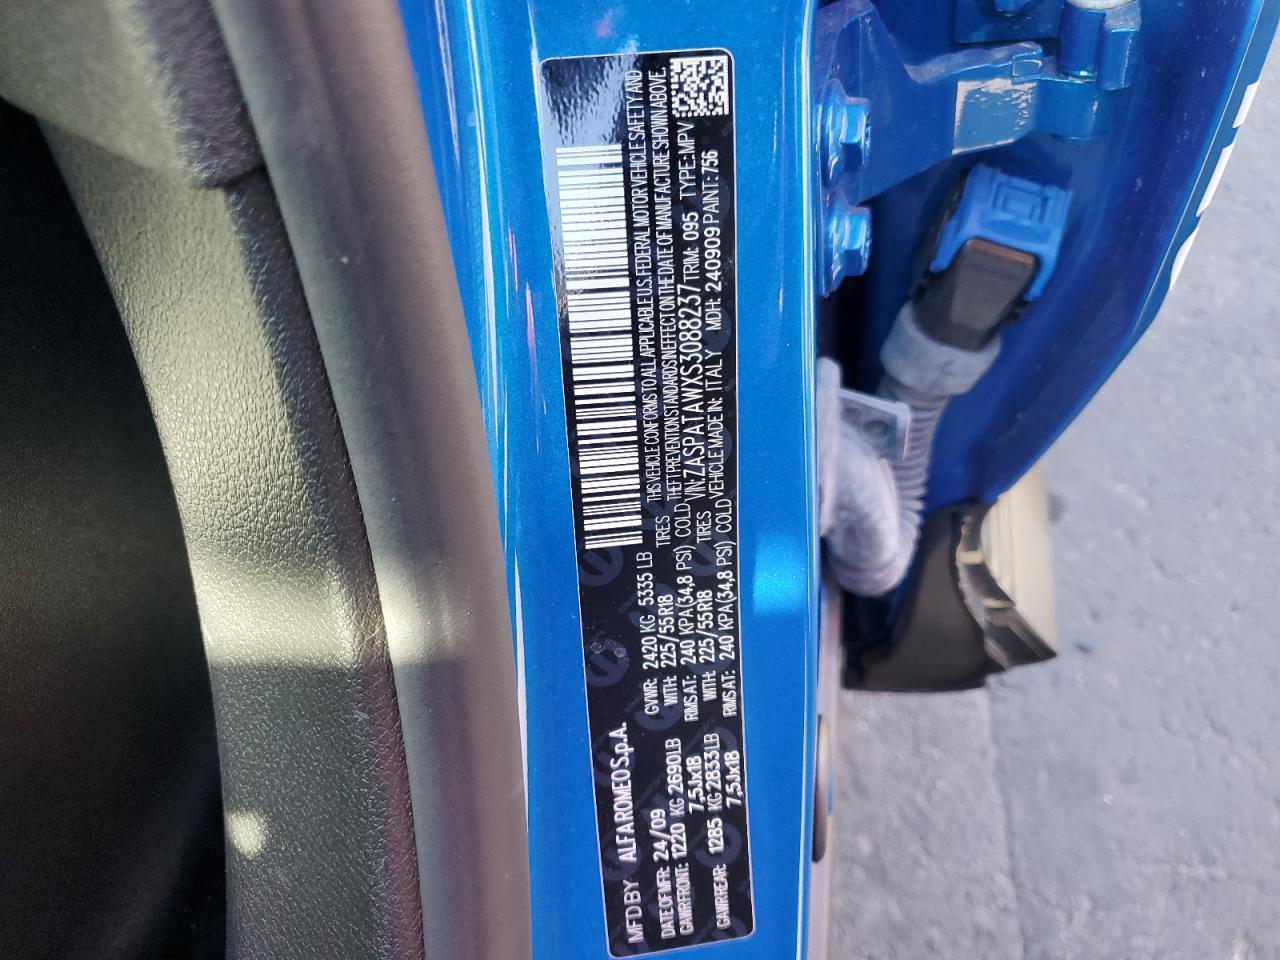 MFD BY ALFA ROMEO S.p.A.
DATE OF MFR: 24/09 GVWR: 2420 KG 5335 LB
GAWR FRONT: 1220 KG 2690 LB WITH: 225/55R18 TIRES
7,5Jx18 RIMS AT: 240 KPA (34,8 PSI) COLD
GAWR REAR: 1285 KG 2833 LB WITH: 225/55R18 TIRES
7,5Jx18 RIMS AT: 240 KPA (34,8 PSI) COLD
THIS VEHICLE CONFORMS TO ALL APPLICABLE U.S. FEDERAL MOTOR VEHICLE SAFETY AND
THEFT PREVENTION STANDARDS IN EFFECT ON THE DATE OF MANUFACTURE SHOWN ABOVE.
VIN: ZASPATAWXS3088237 TRIM: 095 TYPE: MPV
VEHICLE MADE IN: ITALY MDH: 240909 PAINT: 756